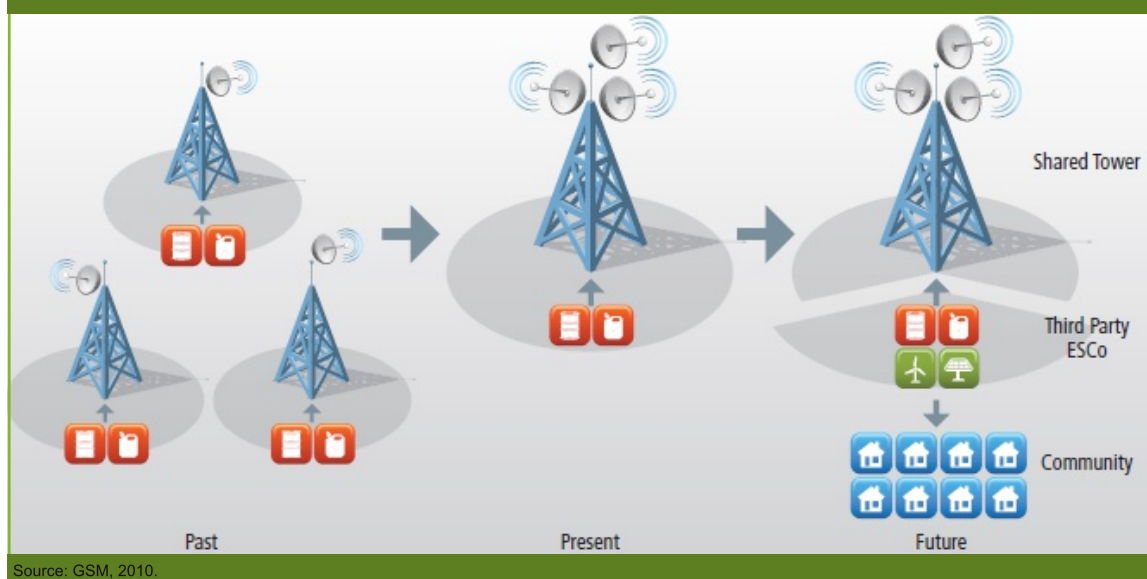 Shared Tower
Third Party
ESCo
Community
Past
Present
Future
Source: GSM, 2010.